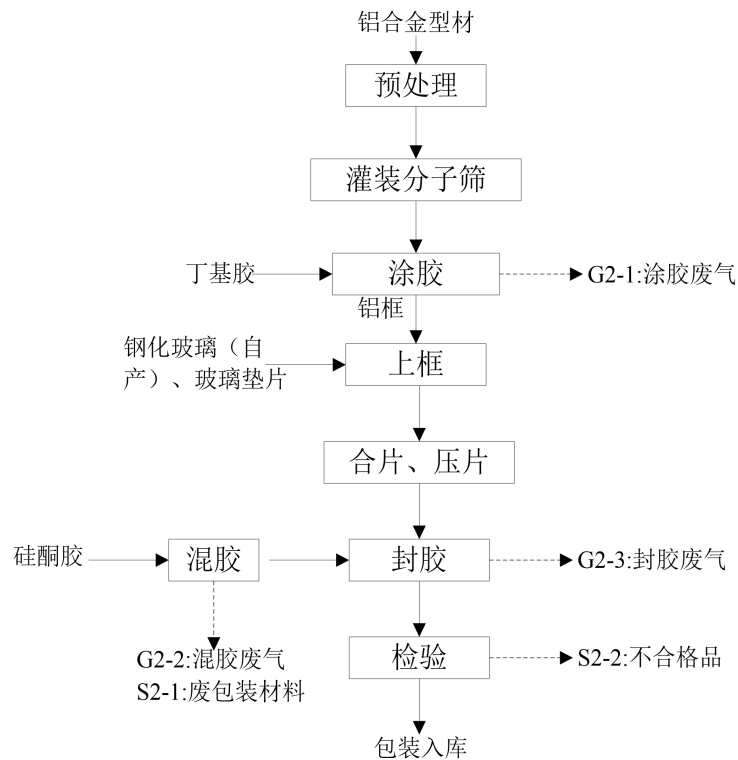 铝合金型材
预处理
灌装分子筛
丁基胶
涂胶
G2-1:涂胶废气
铝框
钢化玻璃（自
产）、玻璃垫片
上框
合片、压片
硅酮胶
混胶
封胶
G2-3:封胶废气
G2-2:混胶废气
S2-1:废包装材料
检验
S2-2:不合格品
包装入库